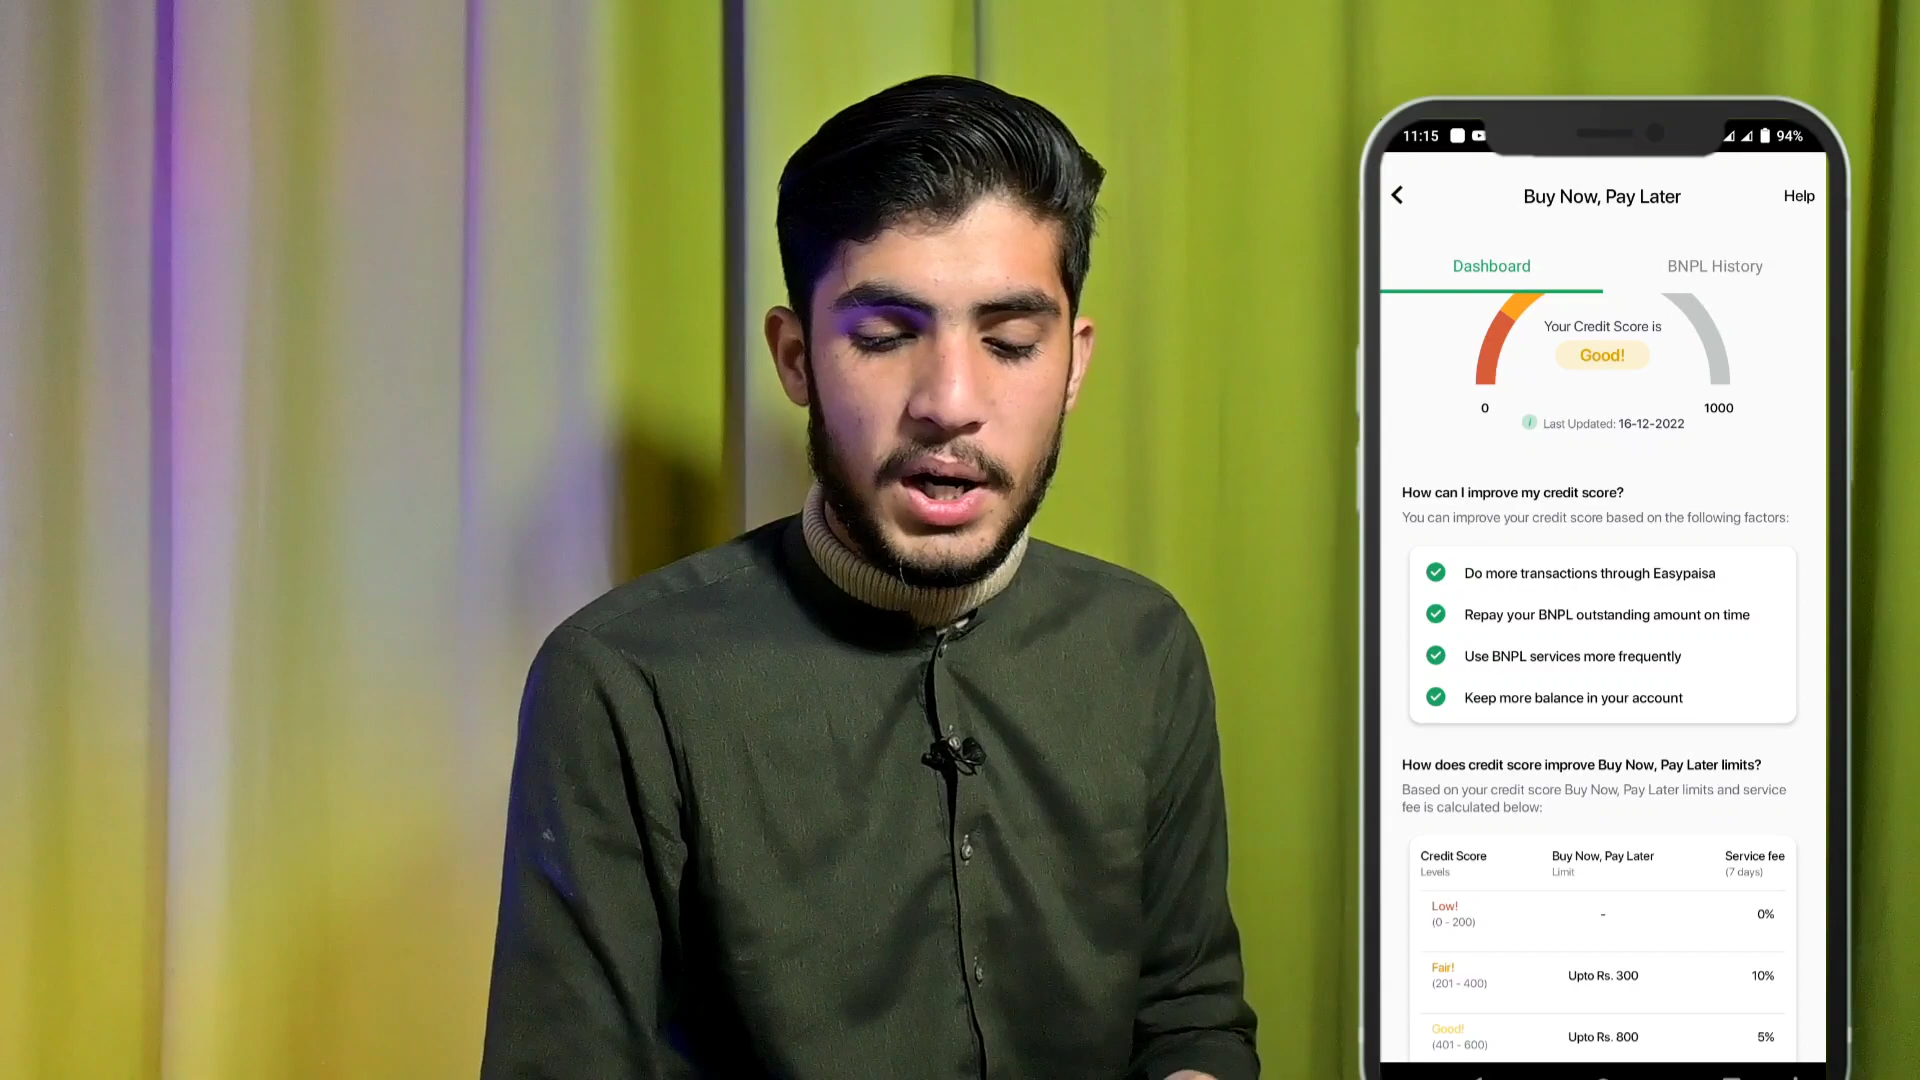 11:15
94%
Buy Now, Pay Later
Help
Dashboard
BNPL History
Your Credit Score is
Good!
0
1000
i Last Updated: 16-12-2022
How can I improve my credit score?
You can improve your credit score based on the following factors:
Do more transactions through Easypaisa
Repay your BNPL outstanding amount on time
Use BNPL services more frequently
Keep more balance in your account
How does credit score improve Buy Now, Pay Later limits?
Based on your credit score Buy Now, Pay Later limits and service
fee is calculated below:
Credit Score Buy Now, Pay Later Service fee
Levels Limit (7 days)
Low!
(0 - 200) - 0%
Fair!
(201 - 400) Upto Rs. 300 10%
Good!
(401 - 600) Upto Rs. 800 5%